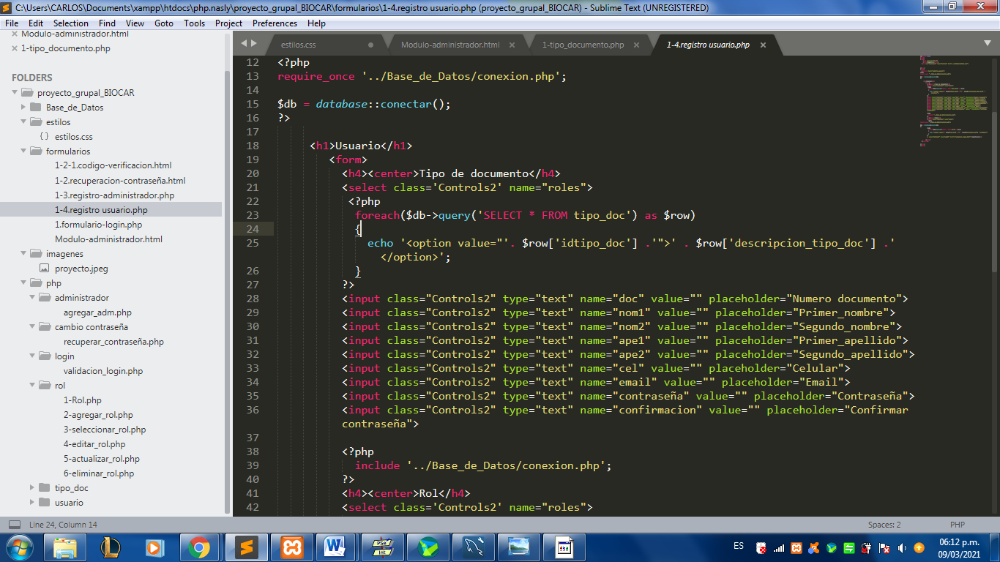 C:\Users\CARLOS\Documents\xampp\htdocs\php.nasly\proyecto_grupal_BIOCAR\formularios\1-4.registro usuario.php (proyecto_grupal_BIOCAR) - Sublime Text (UNREGISTERED)
File Edit Selection Find View Goto Tools Project Preferences Help
Modulo-administrador.html
1-tipo_documento.php
FOLDERS
proyecto_grupal_BIOCAR
Base_de_Datos
estilos
{ } estilos.css
formularios
1-2-1.codigo-verificacion.html
1-2.recuperacion-contraseña.html
1-3.registro-administrador.php
1-4.registro usuario.php
1.formulario-login.php
Modulo-administrador.html
imagenes
proyecto.jpeg
php
administrador
agregar_adm.php
cambio contraseña
recuperar_contraseña.php
login
validacion_login.php
rol
1-Rol.php
2-agregar_rol.php
3-seleccionar_rol.php
4-editar_rol.php
5-actualizar_rol.php
6-eliminar_rol.php
tipo_doc
usuario
estilos.css Modulo-administrador.html 1-tipo_documento.php 1-4.registro usuario.php
12 <?php
13 require_once '../Base_de_Datos/conexion.php';
14
15 $db = database::conectar();
16 ?>
17
18 <h1>Usuario</h1>
19 <form>
20 <h4><center>Tipo de documento</h4>
21 <select class='Controls2' name="roles">
22 <?php
23 foreach($db->query('SELECT * FROM tipo_doc') as $row)
24 {
25 echo '<option value="'. $row['idtipo_doc'] .'">' . $row['descripcion_tipo_doc'] .'
</option>';
26 }
27 ?>
28 <input class="Controls2" type="text" name="doc" value="" placeholder="Numero documento">
29 <input class="Controls2" type="text" name="nom1" value="" placeholder="Primer_nombre">
30 <input class="Controls2" type="text" name="nom2" value="" placeholder="Segundo_nombre">
31 <input class="Controls2" type="text" name="ape1" value="" placeholder="Primer_apellido">
32 <input class="Controls2" type="text" name="ape2" value="" placeholder="Segundo_apellido">
33 <input class="Controls2" type="text" name="cel" value="" placeholder="Celular">
34 <input class="Controls2" type="text" name="email" value="" placeholder="Email">
35 <input class="Controls2" type="text" name="contraseña" value="" placeholder="Contraseña">
36 <input class="Controls2" type="text" name="confirmacion" value="" placeholder="Confirmar
contraseña">
37
38 <?php
39 include '../Base_de_Datos/conexion.php';
40 ?>
41 <h4><center>Rol</h4>
42 <select class='Controls2' name="roles">
Line 24, Column 14 Spaces: 2 PHP
ES 06:12 p.m.
09/03/2021